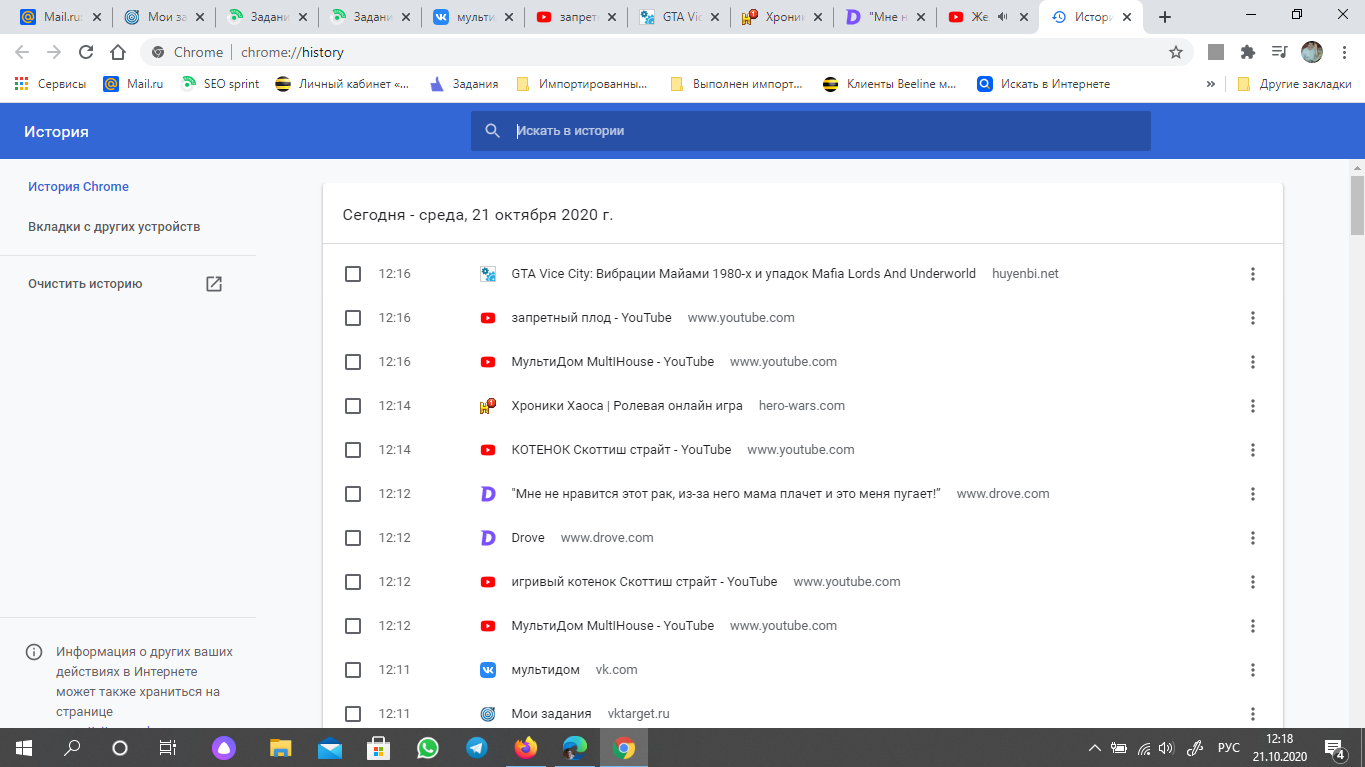 Mail.ru:
Мои за
Задани
Задани
мульти
запрет
GTA Vic
Хроник
"Мне н
Же
Истори
Chrome chrome://history
Сервисы Mail.ru SEO sprint Личный кабинет «... Задания Импортированны... Выполнен импорт... Клиенты Beeline м... Искать в Интернете » Другие закладки
История
Искать в истории
История Chrome
Вкладки с других устройств
Очистить историю
Сегодня - среда, 21 октября 2020 г.
12:16 GTA Vice City: Вибрации Майами 1980-х и упадок Mafia Lords And Underworld huyenbi.net
12:16 запретный плод - YouTube www.youtube.com
12:16 МультиДом MultIHouse - YouTube www.youtube.com
12:14 Хроники Хаоса | Ролевая онлайн игра hero-wars.com
12:14 КОТЕНОК Скоттиш страйт - YouTube www.youtube.com
12:12 "Мне не нравится этот рак, из-за него мама плачет и это меня пугает!" www.drove.com
12:12 Drove www.drove.com
12:12 игривый котенок Скоттиш страйт - YouTube www.youtube.com
12:12 МультиДом MultIHouse - YouTube www.youtube.com
12:11 мультидом vk.com
12:11 Мои задания vktarget.ru
Информация о других ваших
действиях в Интернете
может также храниться на
странице
РУС
12:18
21.10.2020
4